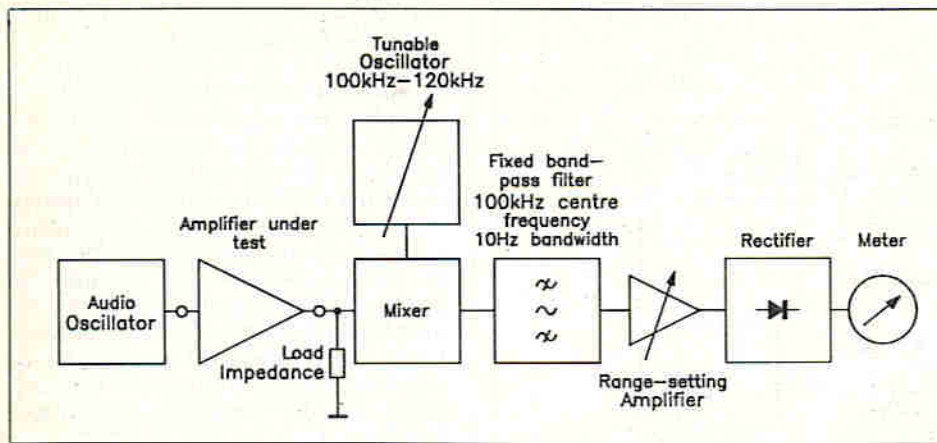 Tunable
Oscillator
100kHz–120kHz
Fixed band–
pass filter
100kHz centre
frequency
10Hz bandwidth
Amplifier under
test
Rectifier
Meter
Audio
Oscillator
Mixer
Load
Impedance
Range–setting
Amplifier